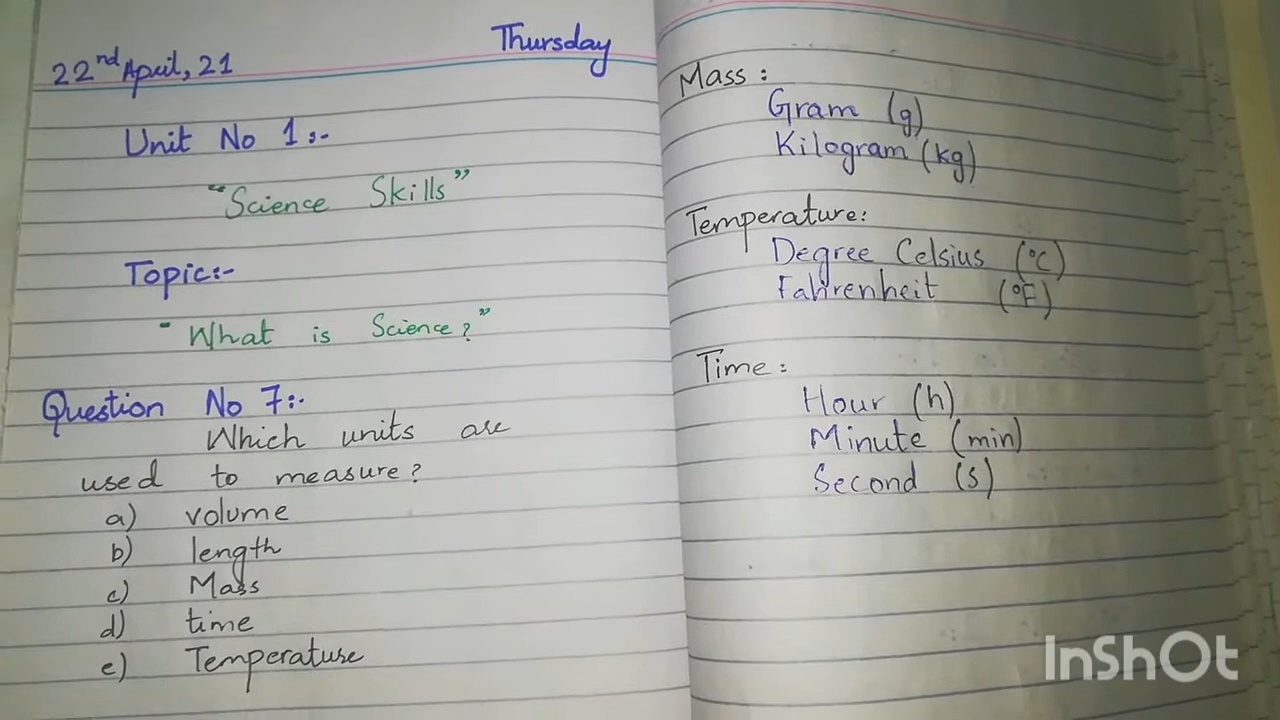 Thursday
22nd April, 21
Unit No 1:-
"Science Skills"
Topic:-
"What is Science?"
Question No 7:-
Which units are
used to measure?
a) volume
b) length
c) Mass
d) time
e) Temperature
Mass:
Gram (g)
Kilogram (kg)
Temperature:
Degree Celsius (°C)
Fahrenheit (°F)
Time:
Hour (h)
Minute (min)
Second (s)
InShOt